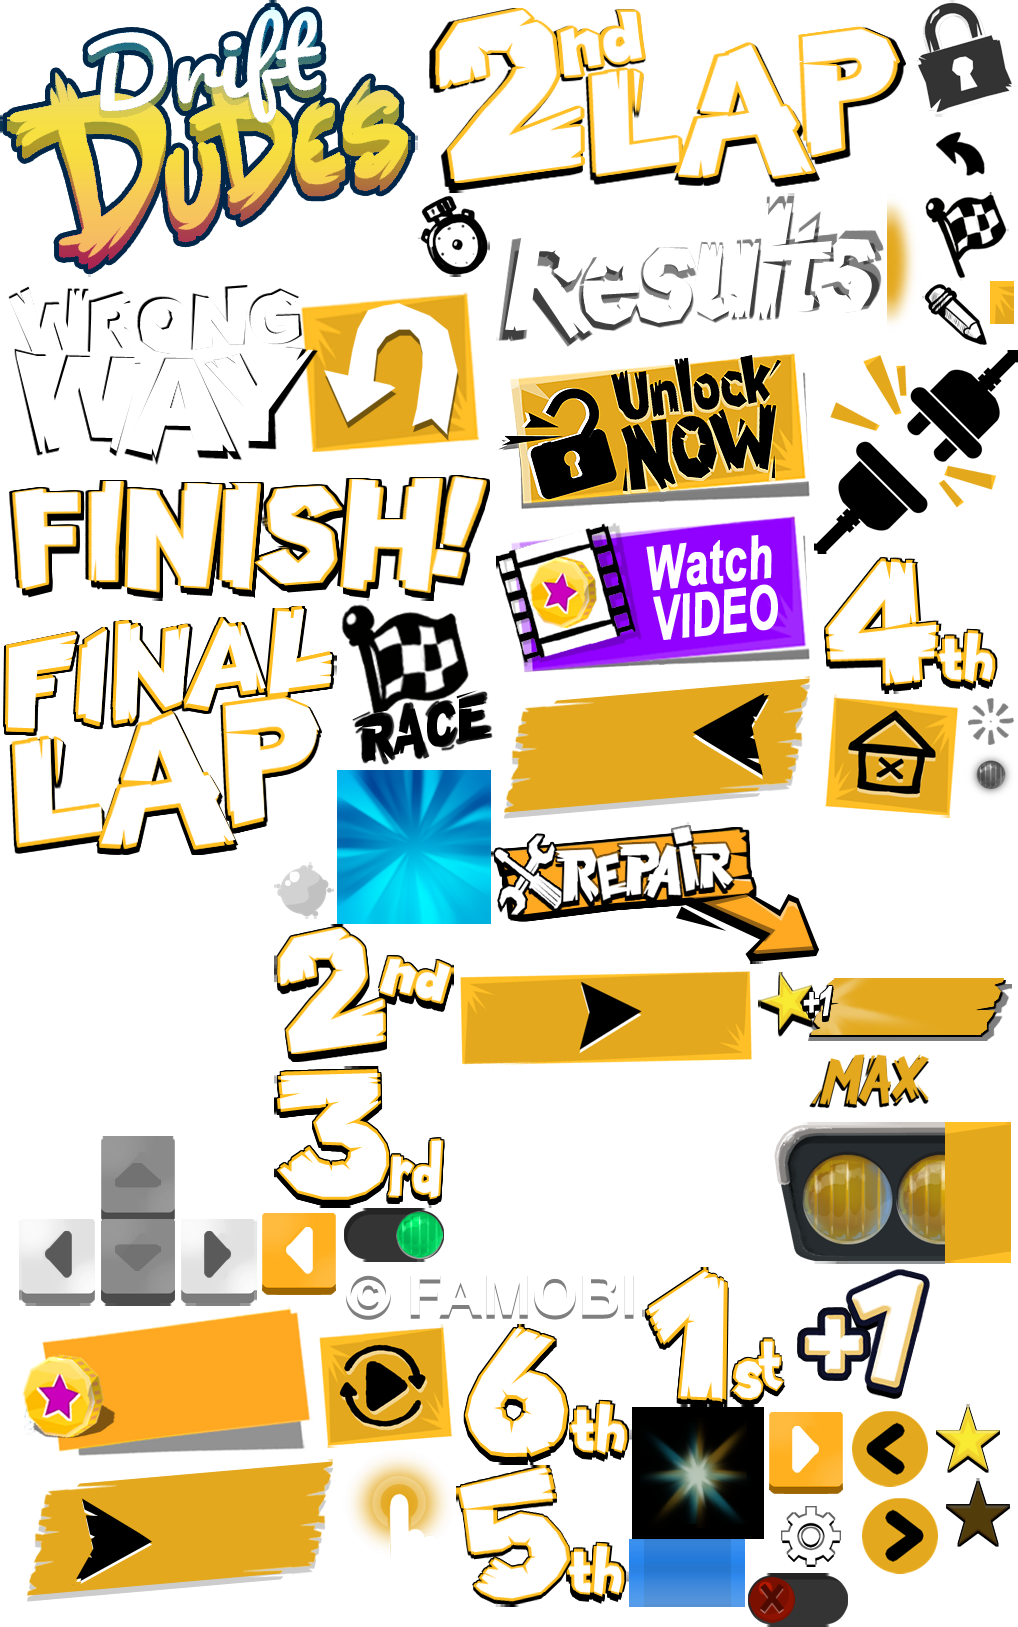 Drift
DUDES
2nd LAP
Results
WRONG
WAY
Unlock
NOW
FINISH!
Watch
VIDEO
4th
FINAL
LAP
RACE
REPAIR
2nd
+1
MAX
3rd
© FAMOBI.
1st
+1
6th
5th